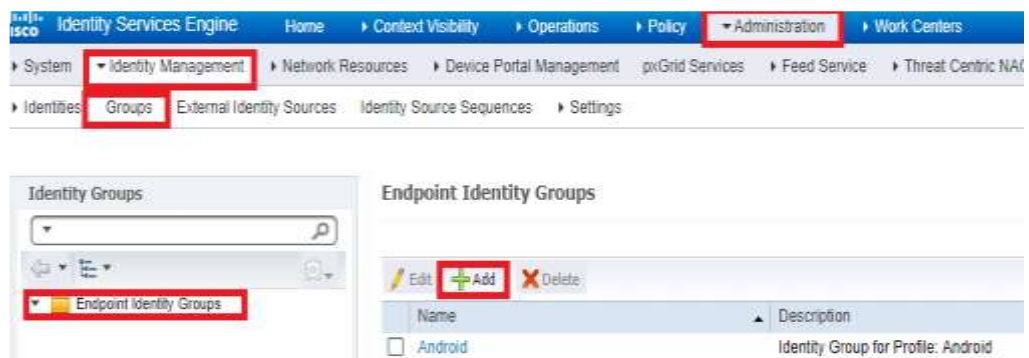 Identity Services Engine Home Context Visibility Operations Policy Administration Work Centers
System Identity Management Network Resources Device Portal Management pxGrid Services Feed Service Threat Centric NAC
Identities Groups External Identity Sources Identity Source Sequences Settings
Identity Groups
Endpoint Identity Groups
Endpoint Identity Groups
Edit Add Delete
Name Description
Android Identity Group for Profile: Android